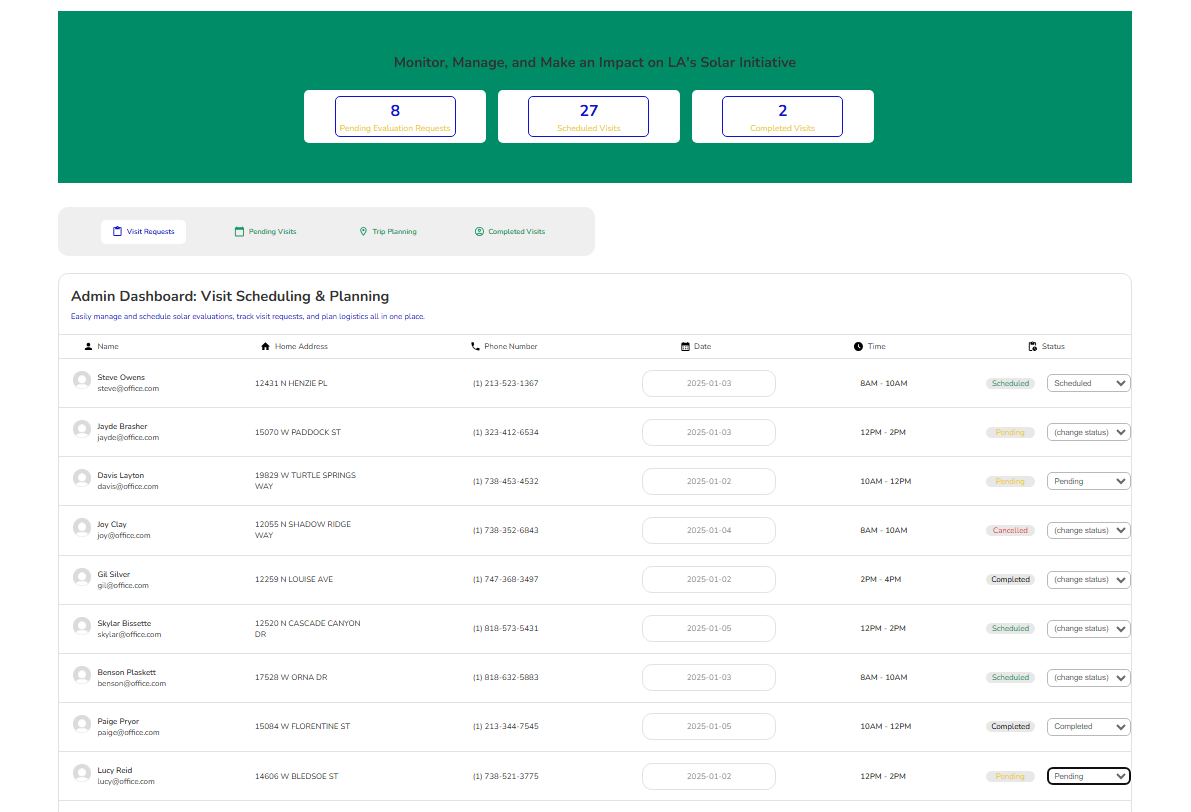 Monitor, Manage, and Make an Impact on LA's Solar Initiative
8 27 2
Pending Evaluation Requests Scheduled Visits Completed Visits
Visit Requests Pending Visits Trip Planning Completed Visits
Admin Dashboard: Visit Scheduling & Planning
Easily manage and schedule solar evaluations, track visit requests, and plan logistics all in one place.
Name Home Address Phone Number Date Time Status
Steve Owens
steve@office.com
12431 N HENZIE PL
(1) 213-523-1367
2025-01-03
8AM - 10AM
Scheduled
Scheduled
Jayde Brasher
jayde@office.com
15070 W PADDOCK ST
(1) 323-412-6534
2025-01-03
12PM - 2PM
Pending
(change status)
Davis Layton
davis@office.com
19829 W TURTLE SPRINGS
WAY
(1) 738-453-4532
2025-01-02
10AM - 12PM
Pending
Pending
Joy Clay
joy@office.com
12055 N SHADOW RIDGE
WAY
(1) 738-352-6843
2025-01-04
8AM - 10AM
Cancelled
(change status)
Gil Silver
gil@office.com
12259 N LOUISE AVE
(1) 747-368-3497
2025-01-02
2PM - 4PM
Completed
(change status)
Skylar Bissette
skylar@office.com
12520 N CASCADE CANYON
DR
(1) 818-573-5431
2025-01-05
12PM - 2PM
Scheduled
(change status)
Benson Plaskett
benson@office.com
17528 W ORNA DR
(1) 818-632-5883
2025-01-03
8AM - 10AM
Scheduled
(change status)
Paige Pryor
paige@office.com
15084 W FLORENTINE ST
(1) 213-344-7545
2025-01-05
10AM - 12PM
Completed
Completed
Lucy Reid
lucy@office.com
14606 W BLEDSOE ST
(1) 738-521-3775
2025-01-02
12PM - 2PM
Pending
Pending